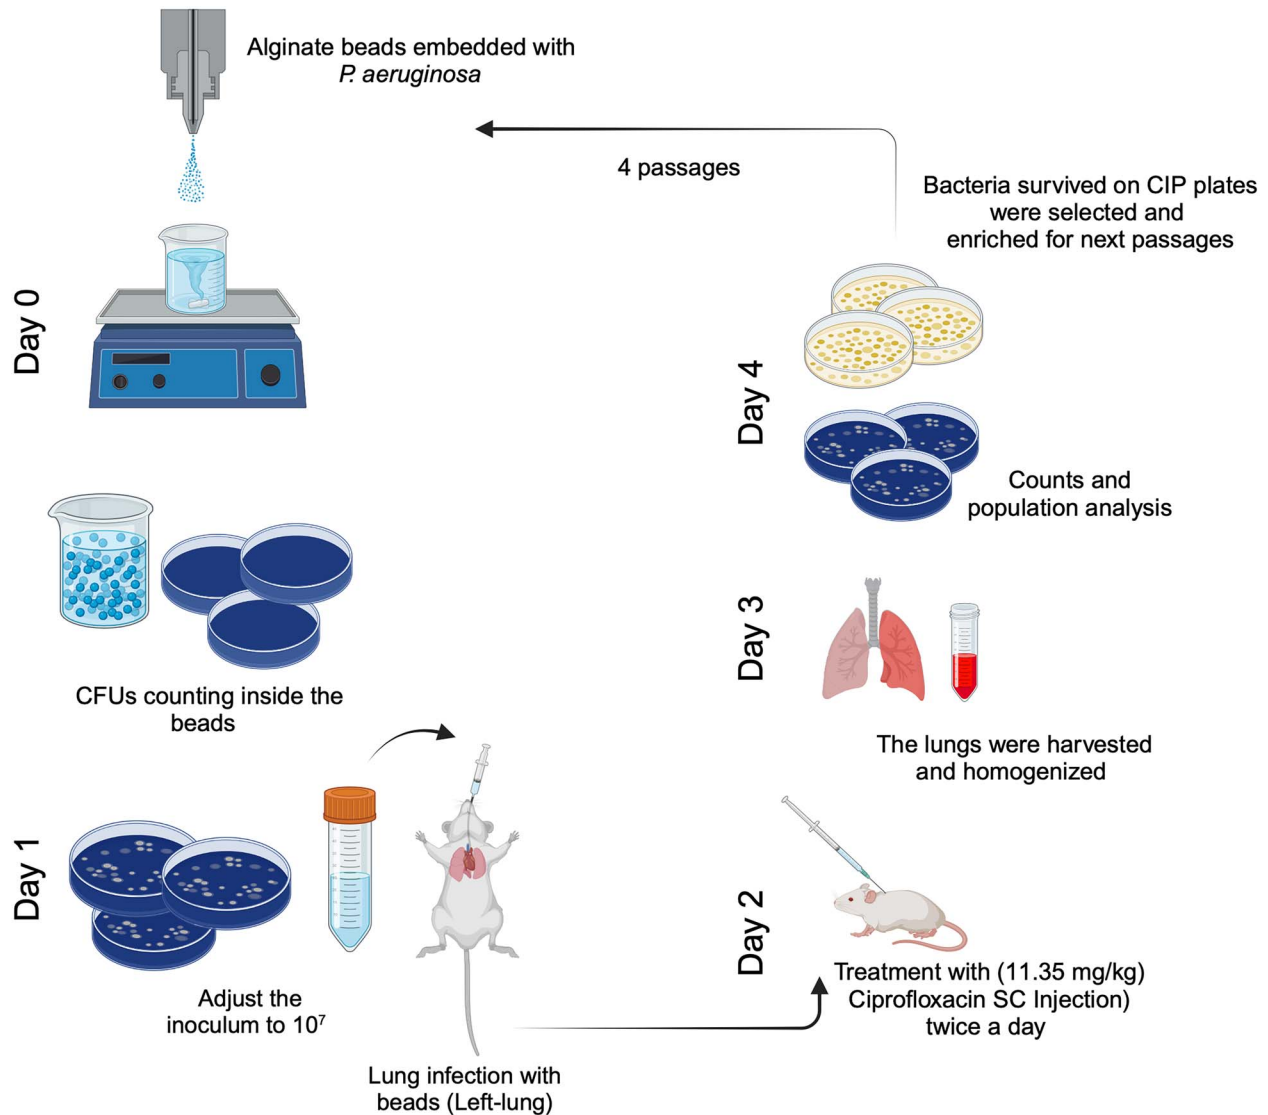 Alginate beads embedded with
P. aeruginosa
Day 0
CFUs counting inside the
beads
Day 1
Adjust the
inoculum to 10⁷
Lung infection with
beads (Left-lung)
Day 2
Treatment with (11.35 mg/kg)
Ciprofloxacin SC Injection)
twice a day
Day 3
The lungs were harvested
and homogenized
Day 4
Counts and
population analysis
Bacteria survived on CIP plates
were selected and
enriched for next passages
4 passages